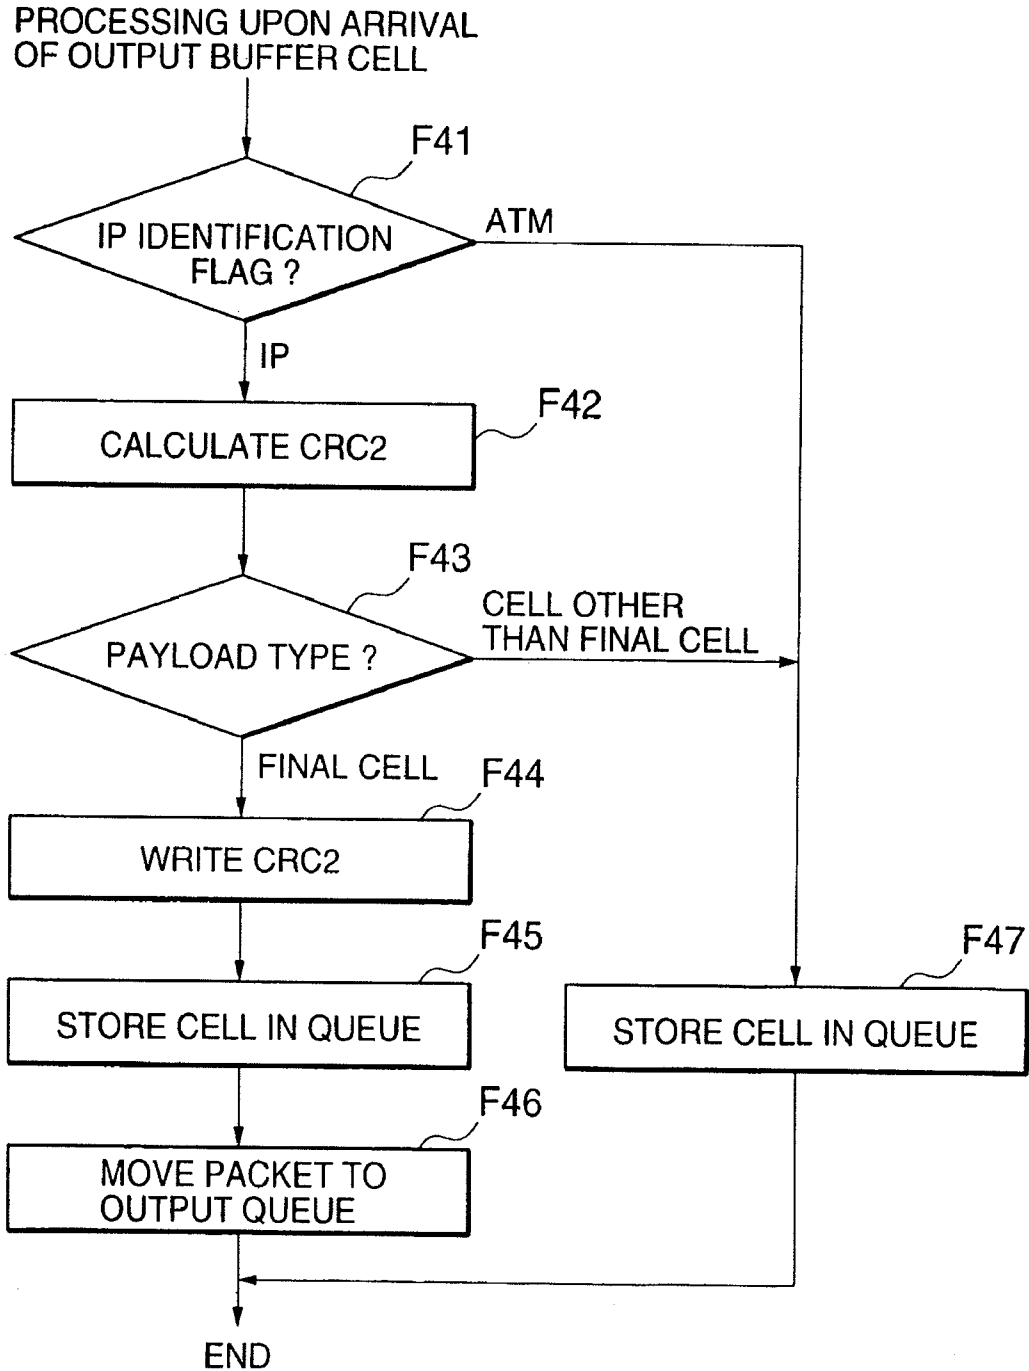 PROCESSING UPON ARRIVAL
OF OUTPUT BUFFER CELL
F41
IP IDENTIFICATION
FLAG ?
ATM
IP
F42
CALCULATE CRC2
F43
PAYLOAD TYPE ?
CELL OTHER
THAN FINAL CELL
FINAL CELL
F44
WRITE CRC2
F45
STORE CELL IN QUEUE
F47
STORE CELL IN QUEUE
F46
MOVE PACKET TO
OUTPUT QUEUE
END